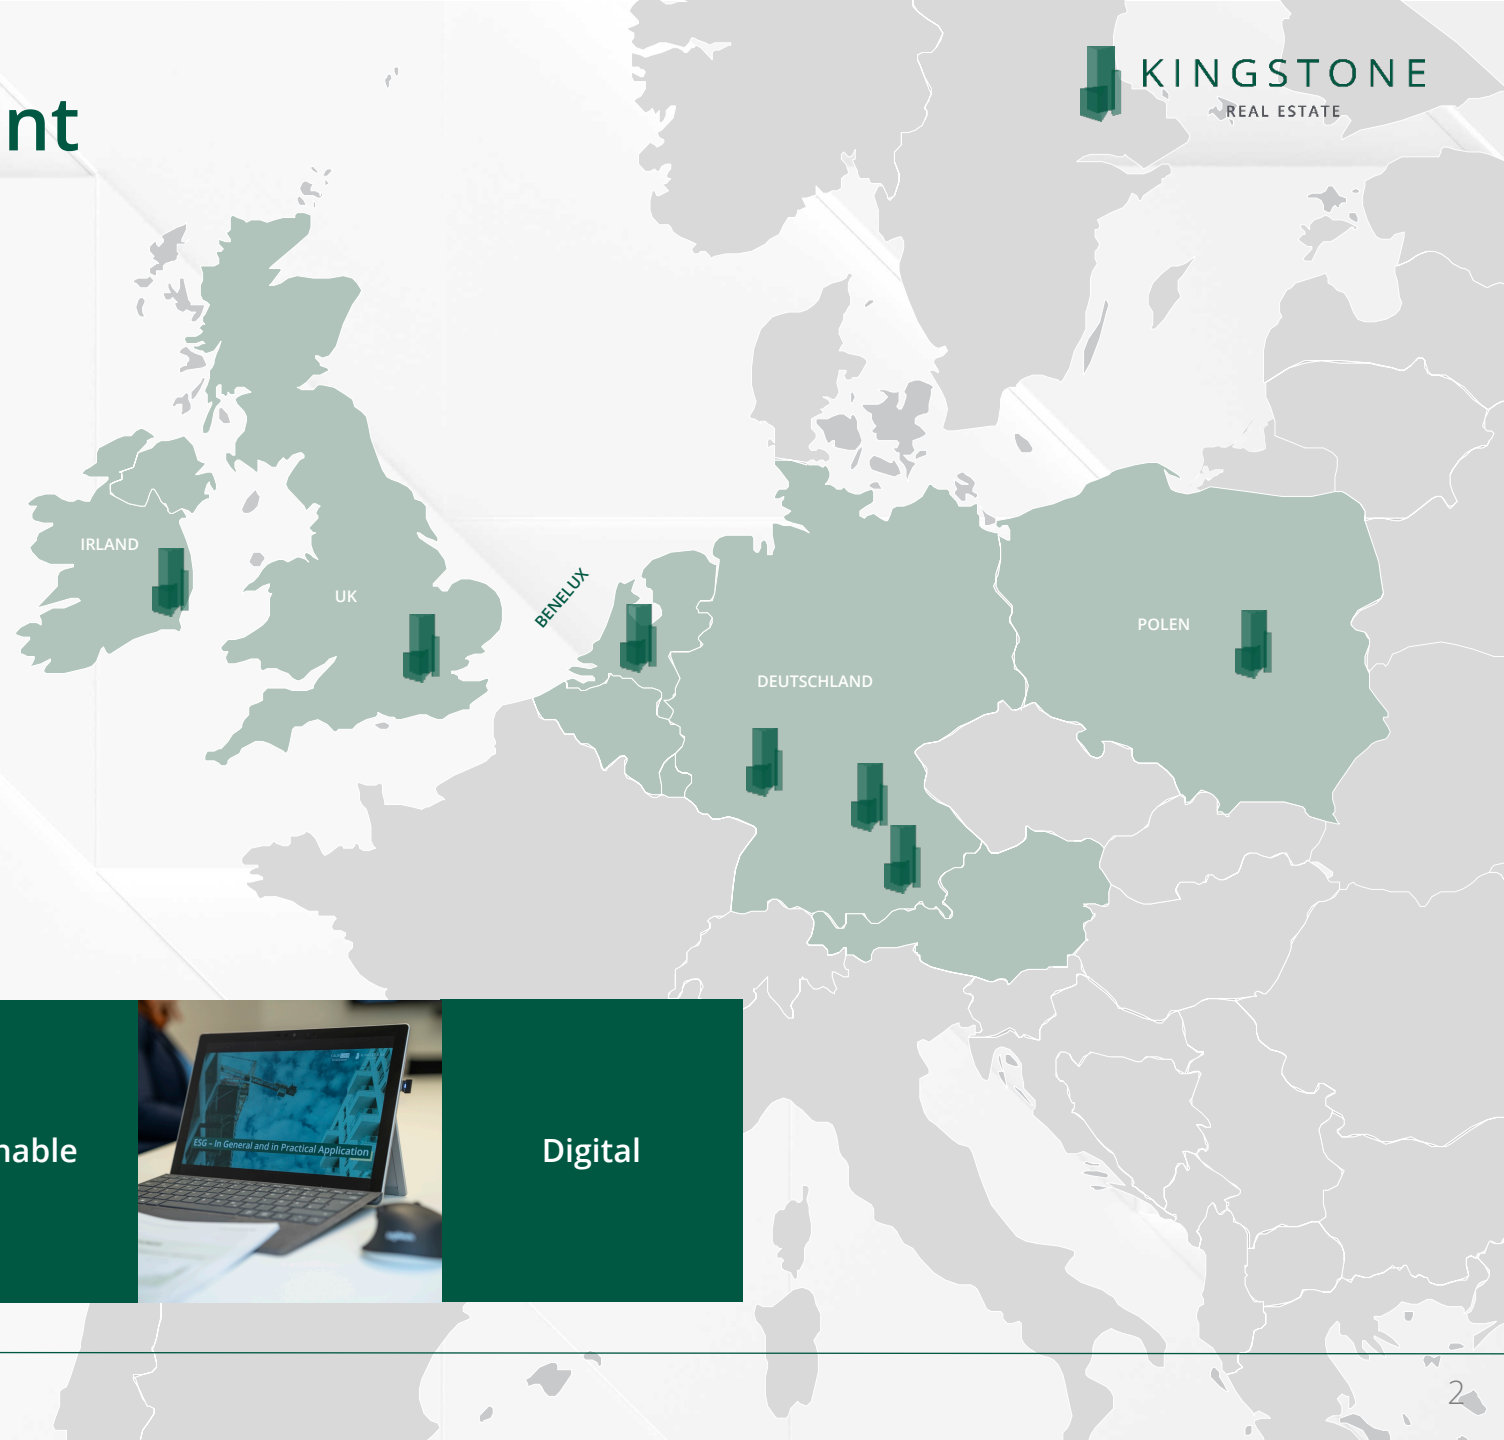 nt
KINGSTONE
REAL ESTATE
IRLAND
UK
BENELUX
POLEN
DEUTSCHLAND
nable
ESG – In General and in Practical Application
Digital
2